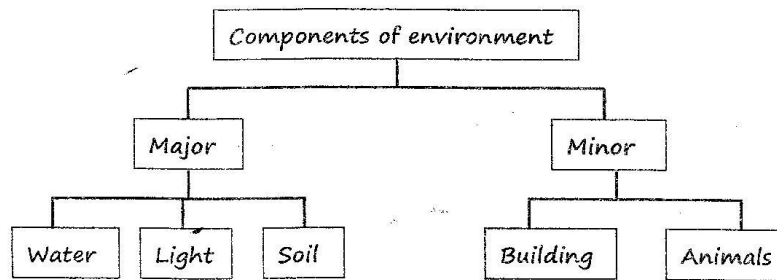 Components of environment
Major
Minor
Water
Light
Soil
Building
Animals